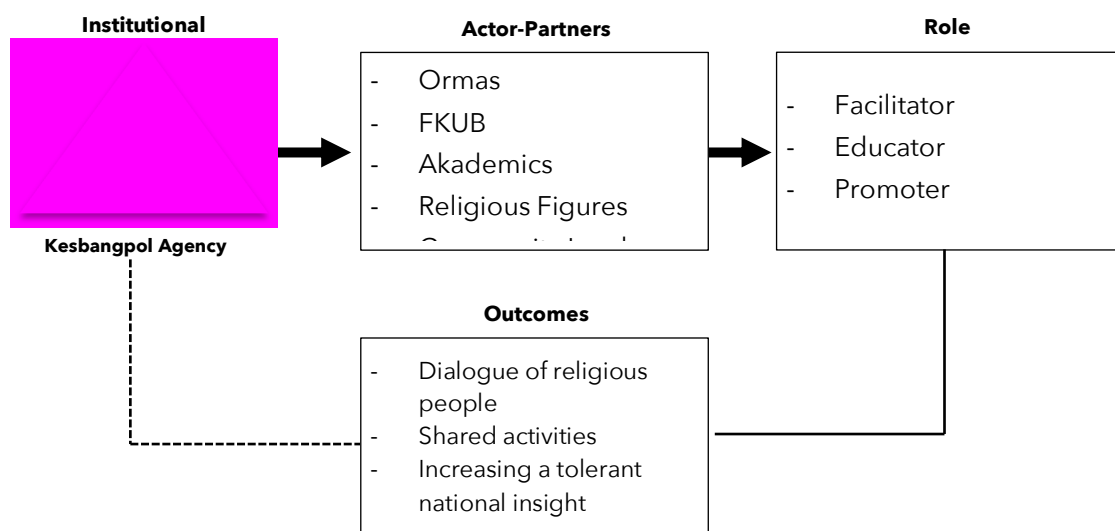 Institutional
Kesbangpol Agency
Actor-Partners
- Ormas
- FKUB
- Akademics
- Religious Figures
Role
- Facilitator
- Educator
- Promoter
Outcomes
- Dialogue of religious
people
- Shared activities
- Increasing a tolerant
national insight